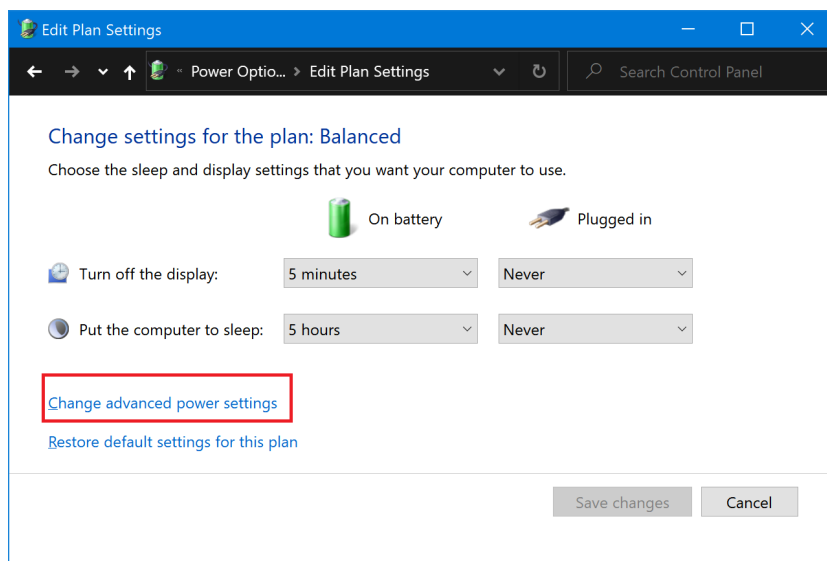 Edit Plan Settings
« Power Optio... > Edit Plan Settings
Search Control Panel
Change settings for the plan: Balanced
Choose the sleep and display settings that you want your computer to use.
On battery
Plugged in
Turn off the display:
5 minutes
Never
Put the computer to sleep:
5 hours
Never
Change advanced power settings
Restore default settings for this plan
Save changes
Cancel